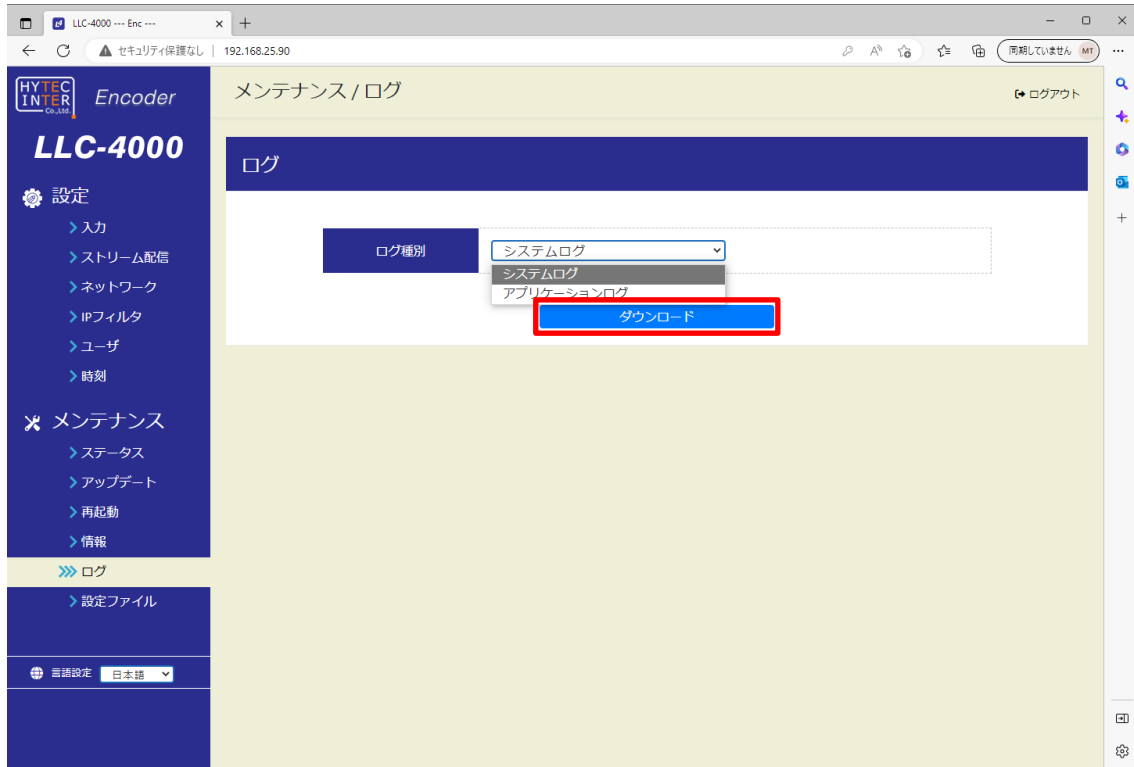 LLC-4000 --- Enc ---
セキュリティ保護なし | 192.168.25.90
同期していません MT
HYTEC
INTER
Co.,Ltd.
Encoder
LLC-4000
設定
入力
ストリーム配信
ネットワーク
IPフィルタ
ユーザ
時刻
メンテナンス
ステータス
アップデート
再起動
情報
ログ
設定ファイル
言語設定 日本語
メンテナンス / ログ
ログアウト
ログ
ログ種別
システムログ
システムログ
アプリケーションログ
ダウンロード